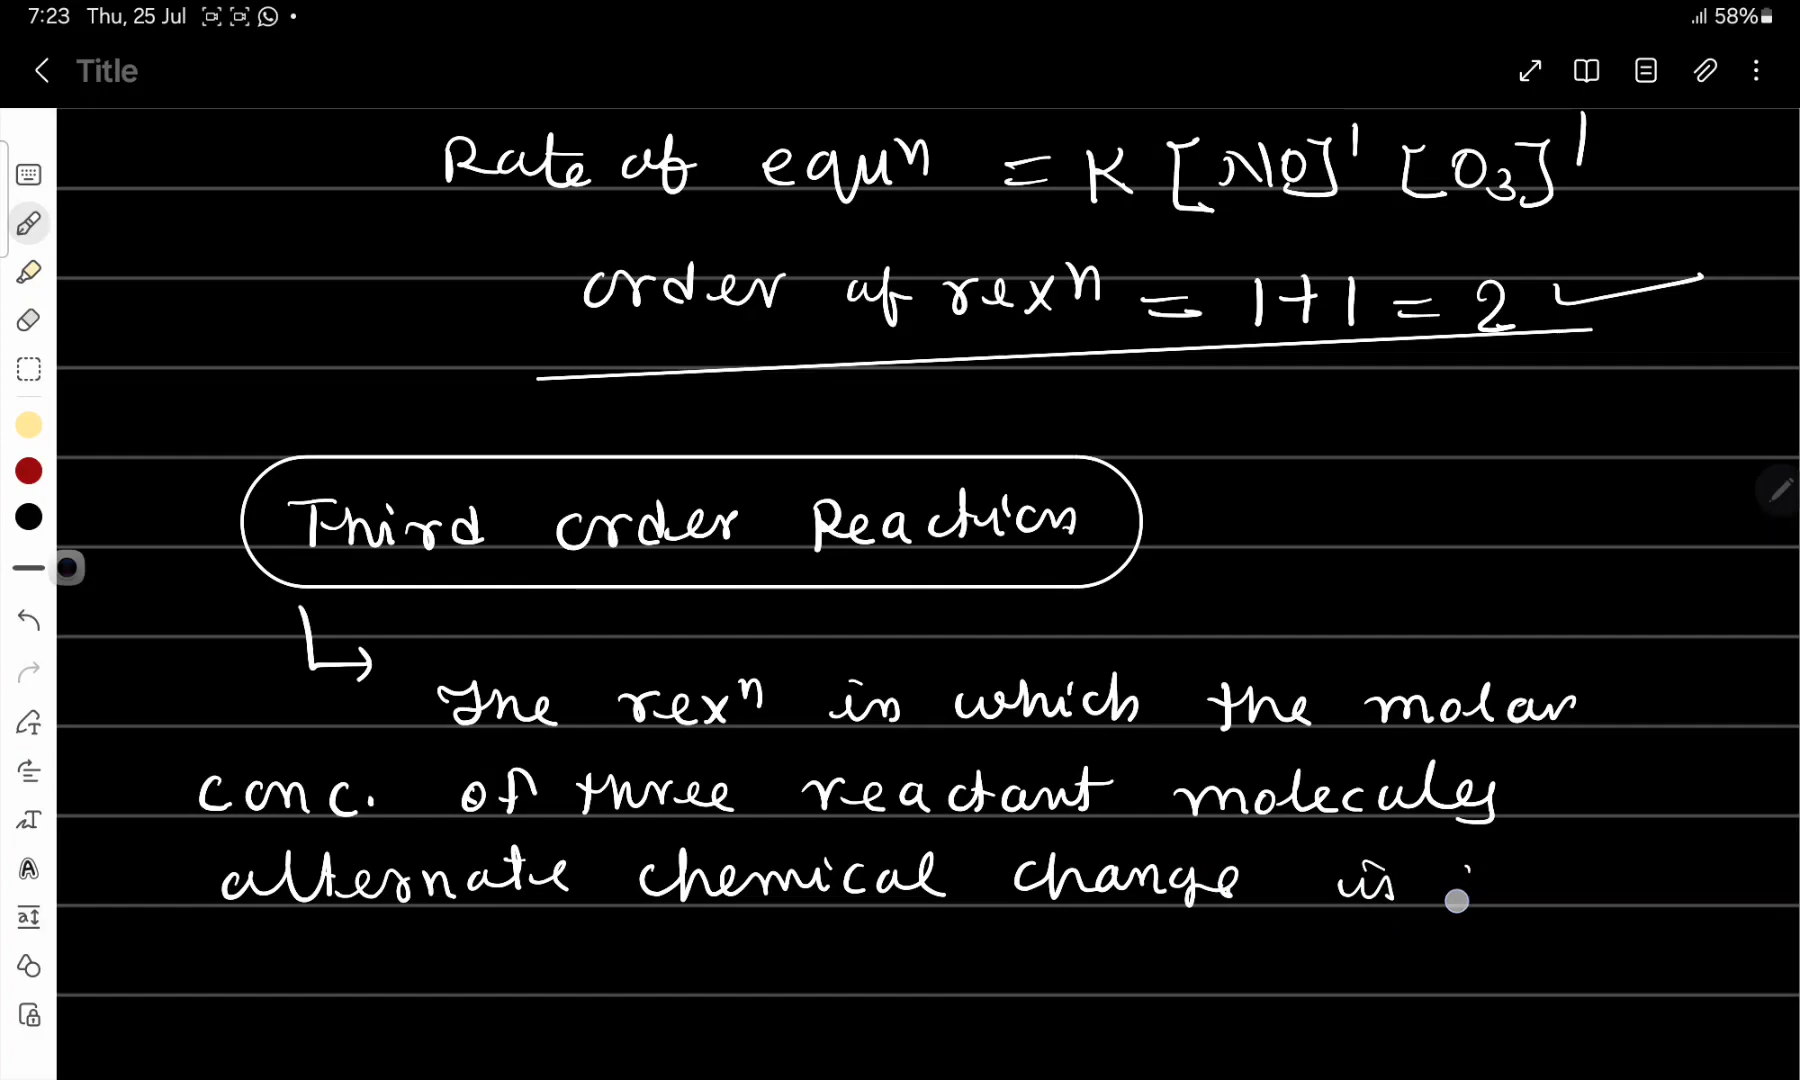 7:23 Thu, 25 Jul
58%
Title
Rate of equⁿ = K [NO]¹ [O₃]¹
order of rexⁿ = 1+1 = 2
Third order Reaction
The rexⁿ in which the molar
conc. of three reactant molecules
alternate chemical change is